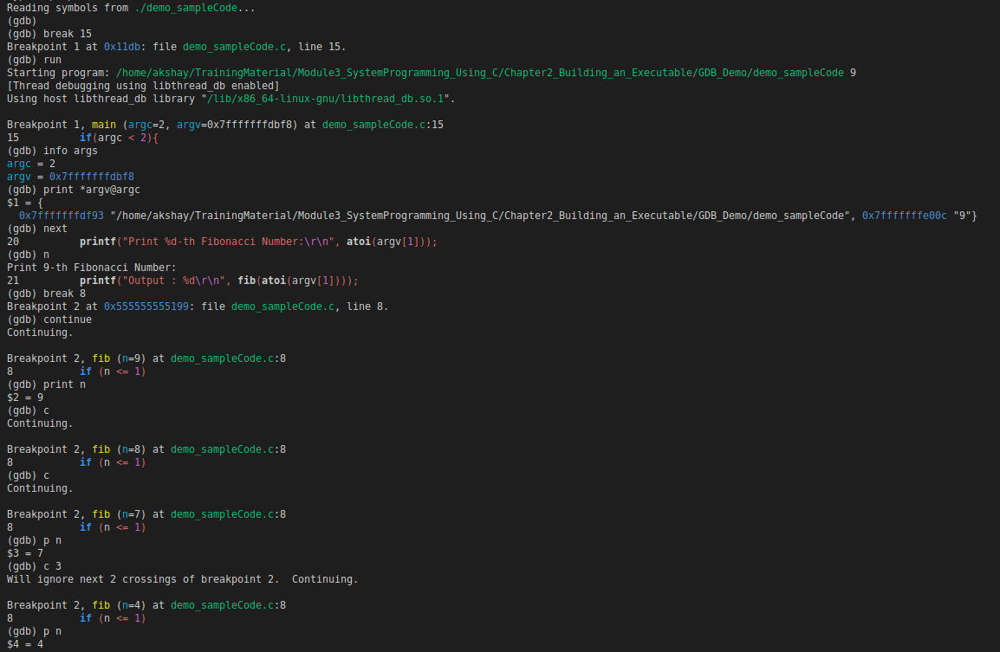 Reading symbols from ./demo_sampleCode...
(gdb)
(gdb) break 15
Breakpoint 1 at 0x11db: file demo_sampleCode.c, line 15.
(gdb) run
Starting program: /home/akshay/TrainingMaterial/Module3_SystemProgramming_Using_C/Chapter2_Building_an_Executable/GDB_Demo/demo_sampleCode 9
[Thread debugging using libthread_db enabled]
Using host libthread_db library "/lib/x86_64-linux-gnu/libthread_db.so.1".
Breakpoint 1, main (argc=2, argv=0x7fffffffdbf8) at demo_sampleCode.c:15
15          if(argc < 2){
(gdb) info args
argc = 2
argv = 0x7fffffffdbf8
(gdb) print *argv@argc
$1 = {
  0x7fffffffdf93 "/home/akshay/TrainingMaterial/Module3_SystemProgramming_Using_C/Chapter2_Building_an_Executable/GDB_Demo/demo_sampleCode", 0x7fffffffe00c "9"}
(gdb) next
20          printf("Print %d-th Fibonacci Number:\r\n", atoi(argv[1]));
(gdb) n
Print 9-th Fibonacci Number:
21          printf("Output : %d\r\n", fib(atoi(argv[1])));
(gdb) break 8
Breakpoint 2 at 0x555555555199: file demo_sampleCode.c, line 8.
(gdb) continue
Continuing.
Breakpoint 2, fib (n=9) at demo_sampleCode.c:8
8           if (n <= 1)
(gdb) print n
$2 = 9
(gdb) c
Continuing.
Breakpoint 2, fib (n=8) at demo_sampleCode.c:8
8           if (n <= 1)
(gdb) c
Continuing.
Breakpoint 2, fib (n=7) at demo_sampleCode.c:8
8           if (n <= 1)
(gdb) p n
$3 = 7
(gdb) c 3
Will ignore next 2 crossings of breakpoint 2.  Continuing.
Breakpoint 2, fib (n=4) at demo_sampleCode.c:8
8           if (n <= 1)
(gdb) p n
$4 = 4